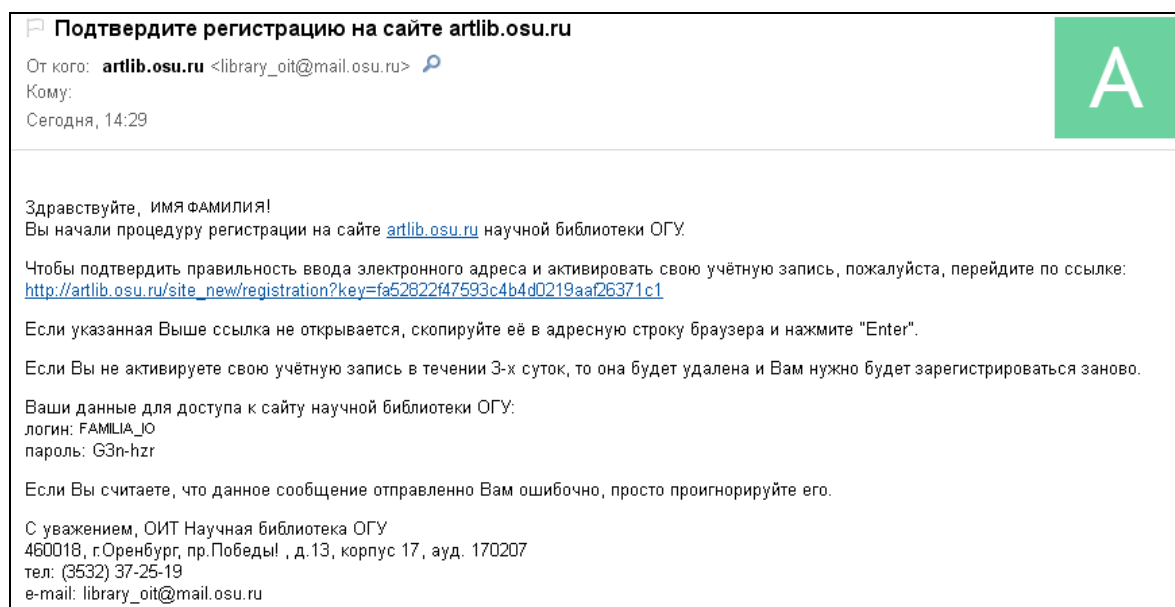 Подтвердите регистрацию на сайте artlib.osu.ru
От кого: artlib.osu.ru <library_oit@mail.osu.ru>
Кому:
Сегодня, 14:29
A
Здравствуйте, ИМЯ ФАМИЛИЯ!
Вы начали процедуру регистрации на сайте artlib.osu.ru научной библиотеки ОГУ.
Чтобы подтвердить правильность ввода электронного адреса и активировать свою учётную запись, пожалуйста, перейдите по ссылке:
http://artlib.osu.ru/site_new/registration?key=fa52822f47593c4b4d0219aaf26371c1
Если указанная Выше ссылка не открывается, скопируйте её в адресную строку браузера и нажмите "Enter".
Если Вы не активируете свою учётную запись в течении 3-х суток, то она будет удалена и Вам нужно будет зарегистрироваться заново.
Ваши данные для доступа к сайту научной библиотеки ОГУ:
логин: FAMILIA_IO
пароль: G3n-hzr
Если Вы считаете, что данное сообщение отправленно Вам ошибочно, просто проигнорируйте его.
С уважением, ОИТ Научная библиотека ОГУ
460018, г.Оренбург, пр.Победы! , д.13, корпус 17, ауд. 170207
тел: (3532) 37-25-19
e-mail: library_oit@mail.osu.ru